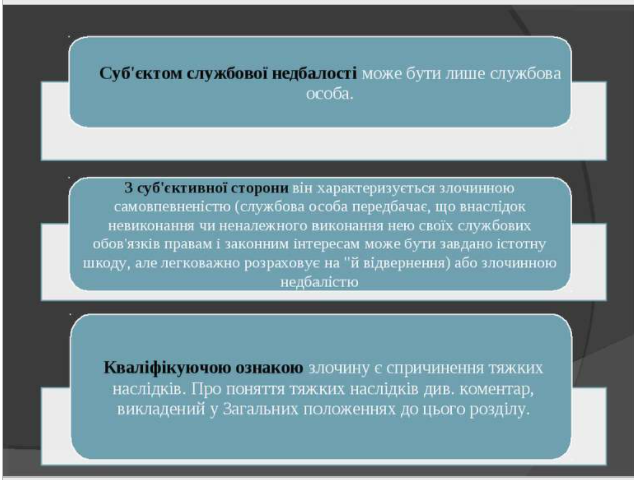 Суб'єктом службової недбалості може бути лише службова
особа.
З суб'єктивної сторони він характеризується злочинною
самовпевненістю (службова особа передбачає, що внаслідок
невиконання чи неналежного виконання нею своїх службових
обов'язків правам і законним інтересам може бути завдано істотну
шкоду, але легковажно розраховує на "й відвернення) або злочинною
недбалістю
Кваліфікуючою ознакою злочину є спричинення тяжких
наслідків. Про поняття тяжких наслідків див. коментар,
викладений у Загальних положеннях до цього розділу.